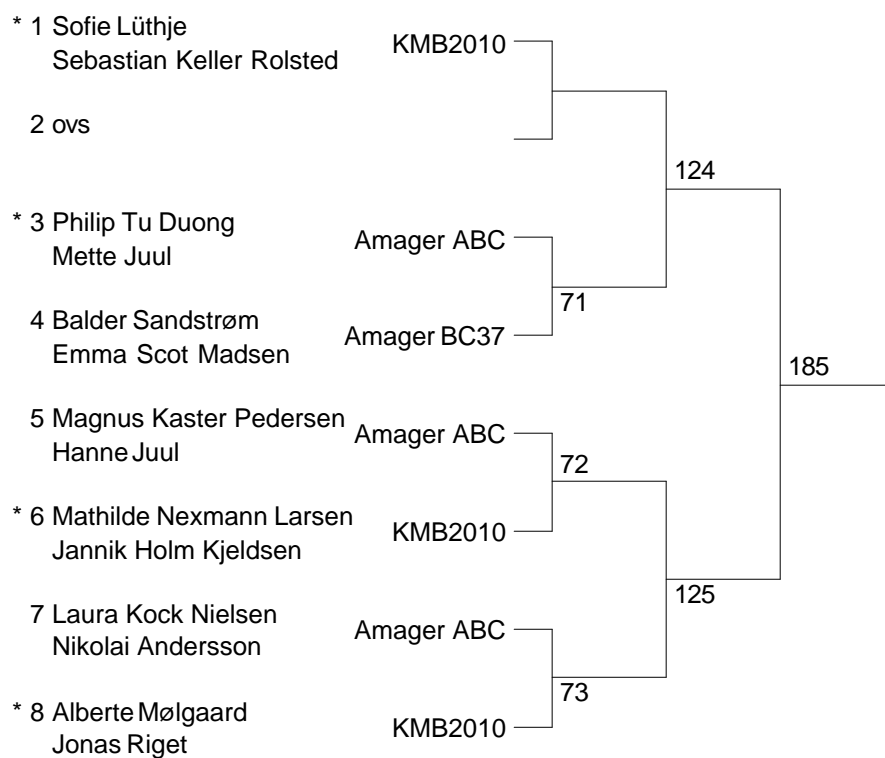 * 1 Sofie Lüthje
Sebastian Keller Rolsted
KMB2010
2 ovs
124
* 3 Philip Tu Duong
Mette Juul
Amager ABC
71
4 Balder Sandstrøm
Emma Scot Madsen
Amager BC37
185
5 Magnus Kaster Pedersen
Hanne Juul
Amager ABC
72
* 6 Mathilde Nexmann Larsen
Jannik Holm Kjeldsen
KMB2010
125
7 Laura Kock Nielsen
Nikolai Andersson
Amager ABC
73
* 8 Alberte Mølgaard
Jonas Riget
KMB2010